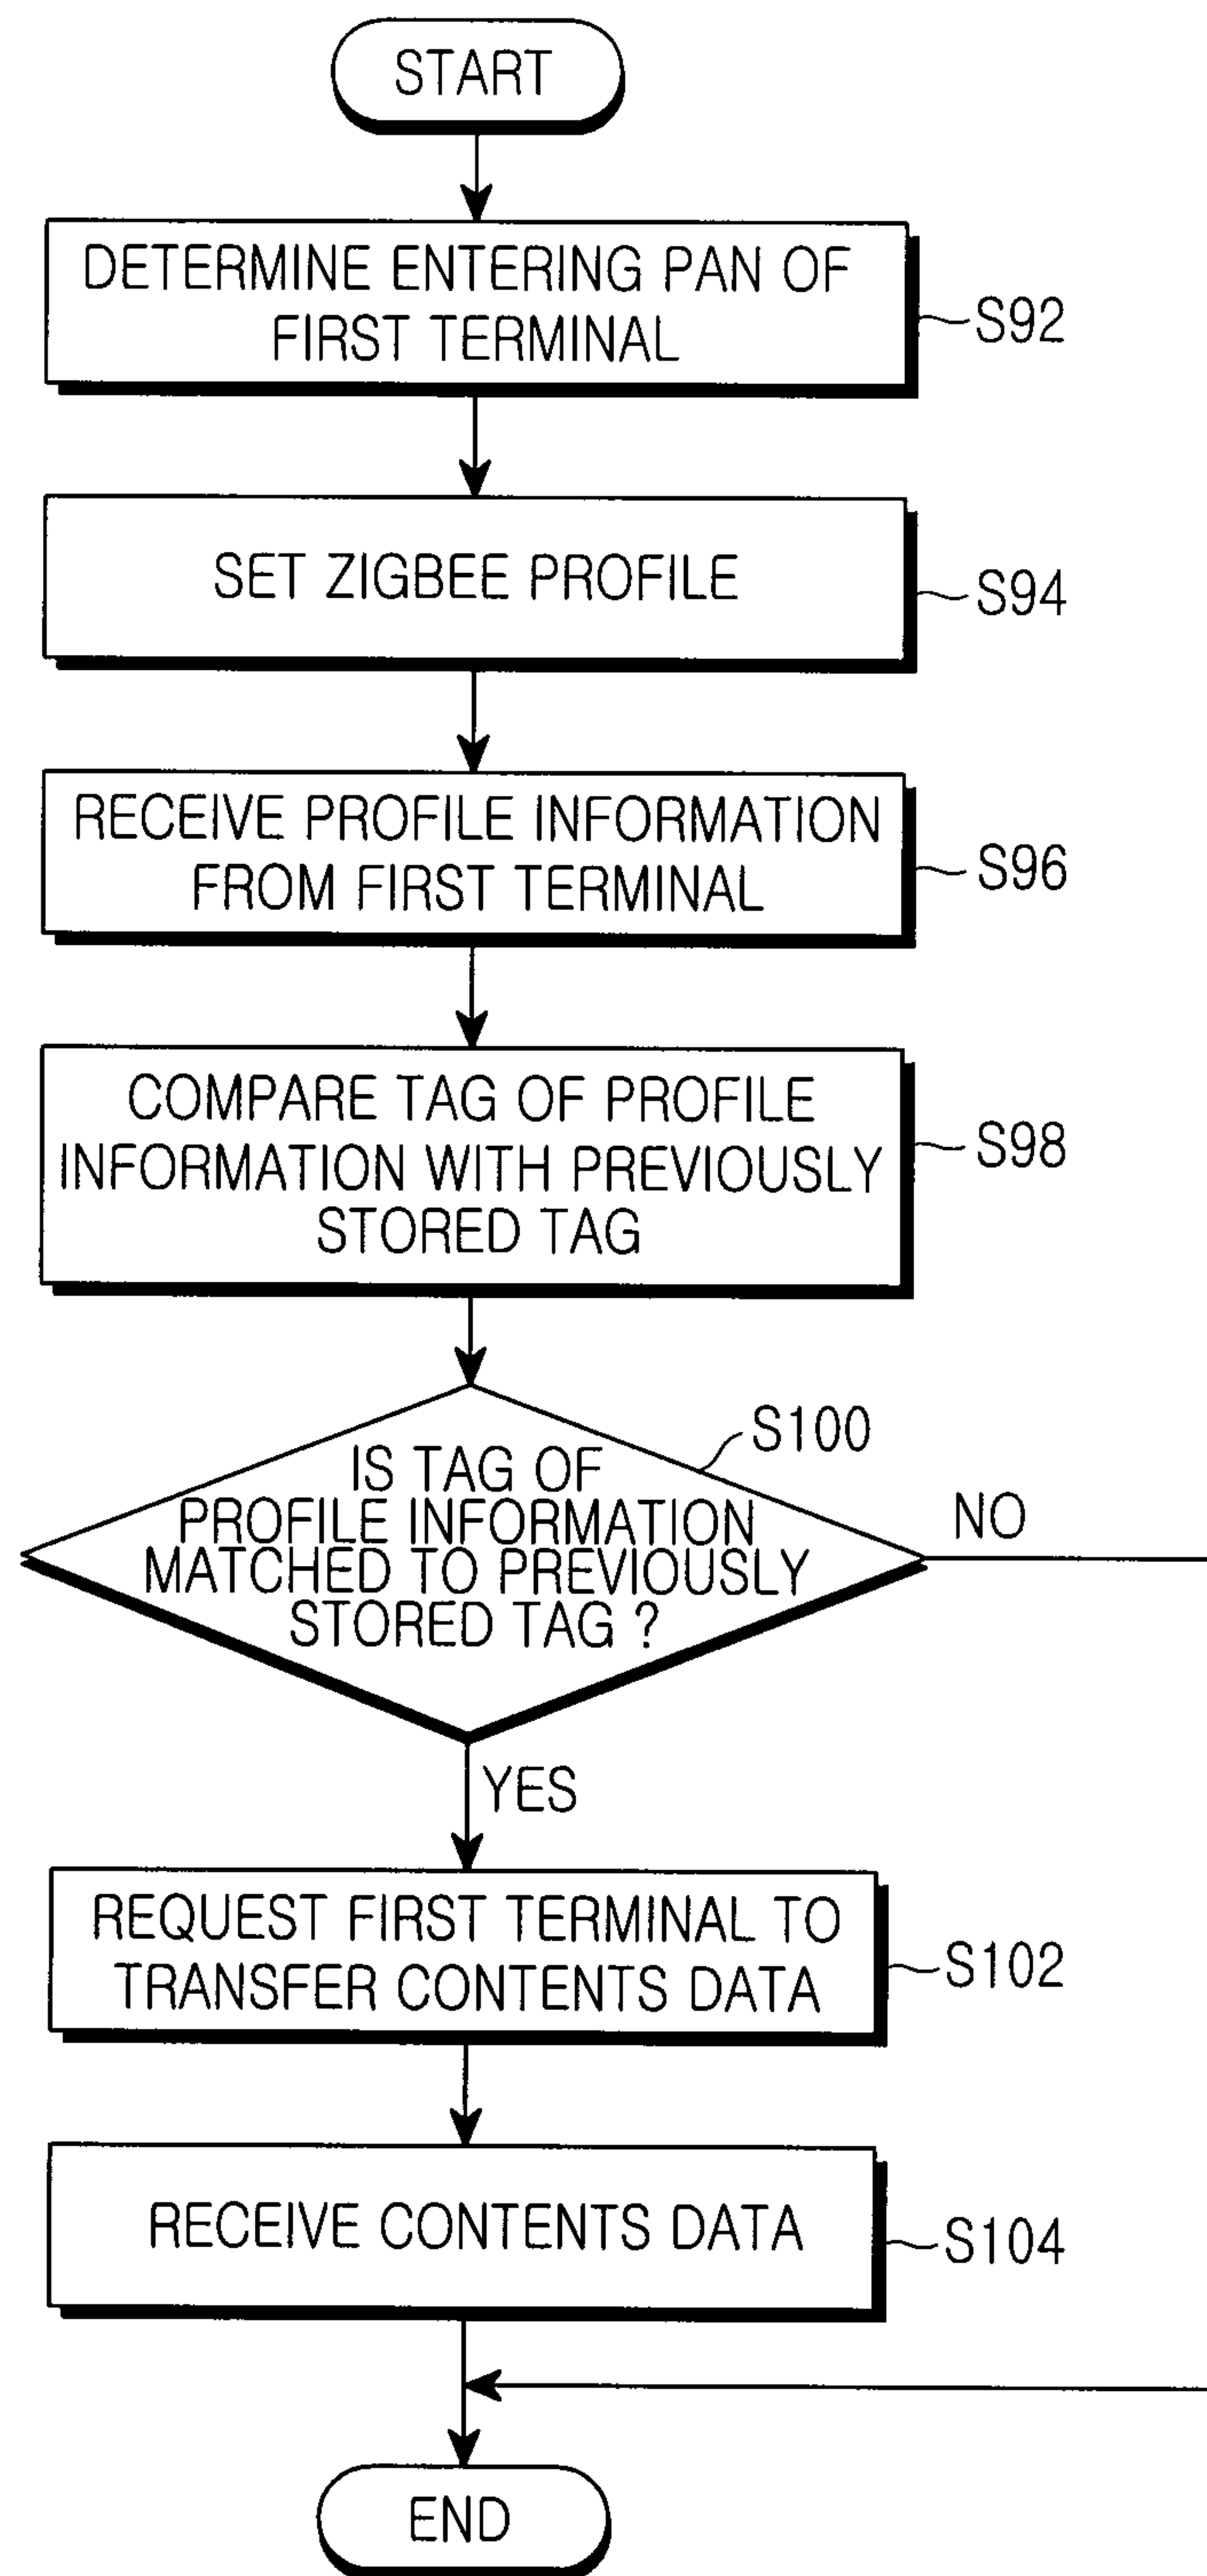 START
DETERMINE ENTERING PAN OF
FIRST TERMINAL
S92
SET ZIGBEE PROFILE
S94
RECEIVE PROFILE INFORMATION
FROM FIRST TERMINAL
S96
COMPARE TAG OF PROFILE
INFORMATION WITH PREVIOUSLY
STORED TAG
S98
S100
IS TAG OF
PROFILE INFORMATION
MATCHED TO PREVIOUSLY
STORED TAG ?
NO
YES
REQUEST FIRST TERMINAL TO
TRANSFER CONTENTS DATA
S102
RECEIVE CONTENTS DATA
S104
END